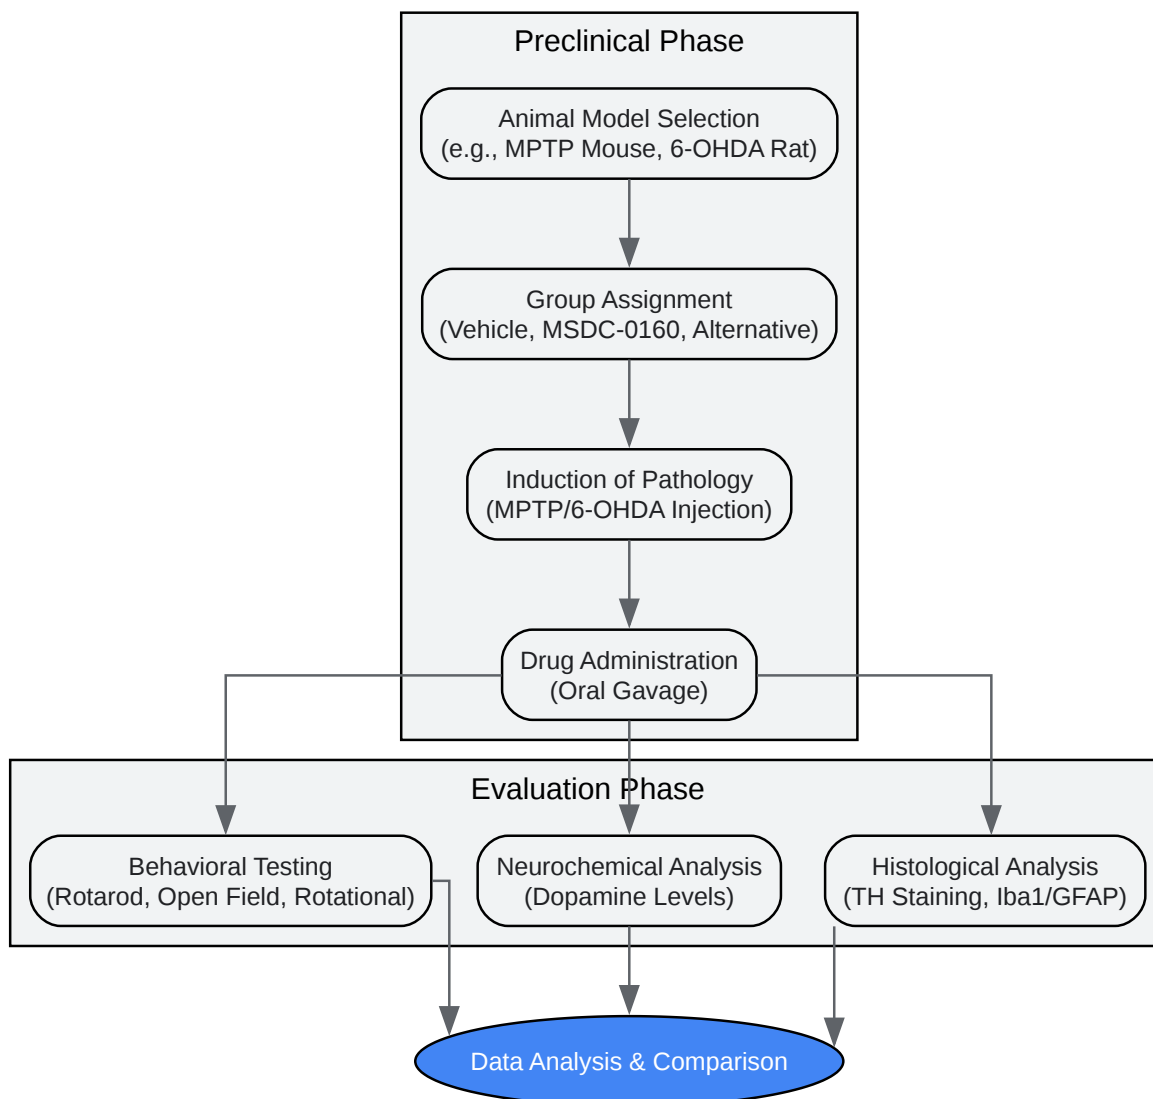 Preclinical Phase
Animal Model Selection
(e.g., MPTP Mouse, 6-OHDA Rat)
Group Assignment
(Vehicle, MSDC-0160, Alternative)
Induction of Pathology
(MPTP/6-OHDA Injection)
Drug Administration
(Oral Gavage)
Evaluation Phase
Behavioral Testing
(Rotarod, Open Field, Rotational)
Neurochemical Analysis
(Dopamine Levels)
Histological Analysis
(TH Staining, Iba1/GFAP)
Data Analysis & Comparison